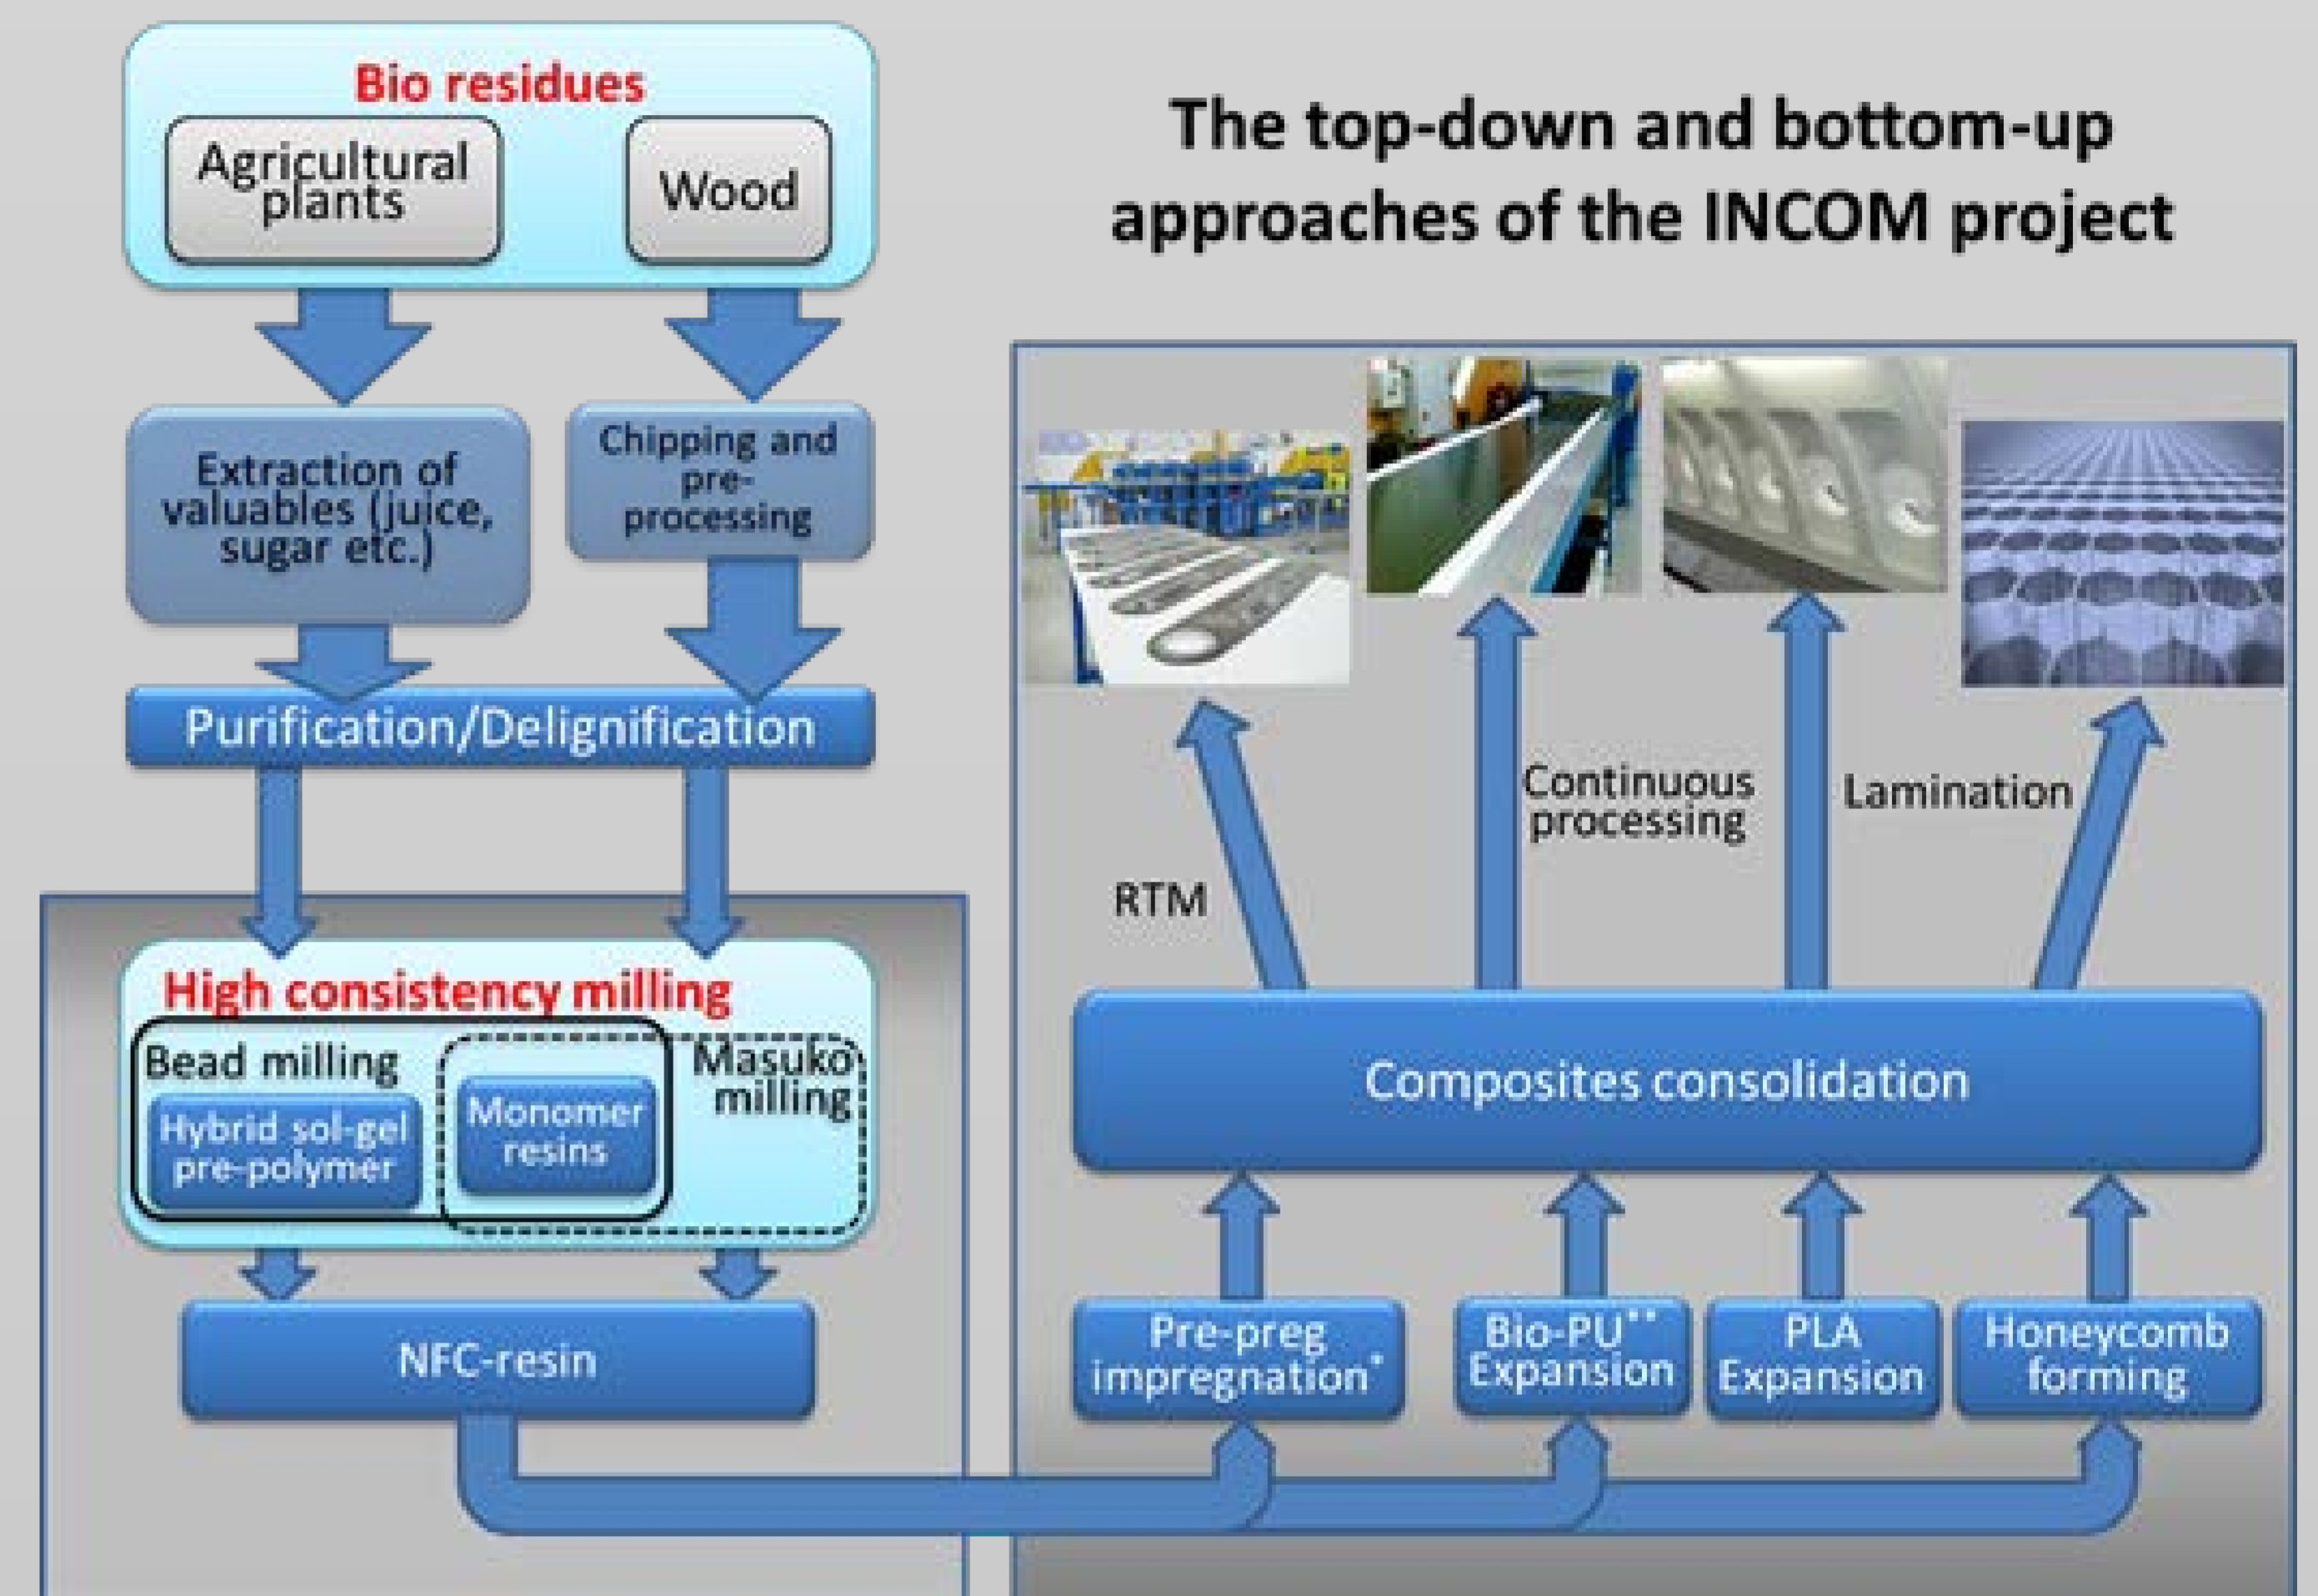 Bio residues
Agricultural
plants
Wood
The top-down and bottom-up
approaches of the INCOM project
Extraction of
valuables (juice,
sugar etc.)
Chipping and
pre-
processing
Purification/Delignification
High consistency milling
Bead milling
Masuko
milling
Hybrid sol-gel
pre-polymer
Monomer
resins
NFC-resin
RTM
Continuous
processing
Lamination
Composites consolidation
Pre-preg
impregnation*
Bio-PU**
Expansion
PLA
Expansion
Honeycomb
forming